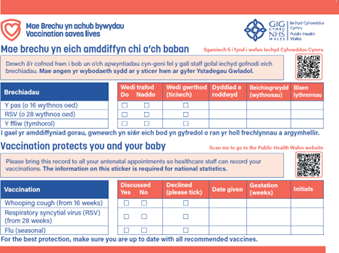 Mae Brechu yn achub bywydau
Vaccination saves lives
GIG
CYMRU
NHS
WALES
Iechyd Cyhoeddus
Cymru
Public Health
Wales
Mae brechu yn eich amddiffyn chi a'ch baban
Sganiwch fi i fynd i wefan Iechyd Cyhoeddus Cymru
Dewch â'r cofnod hwn i bob un o'ch apwyntiadau cyn-geni fel y gall staff gofal iechyd gofnodi eich
brechiadau. Mae angen yr wybodaeth sydd ar y sticer hwn ar gyfer Ystadegau Gwladol.
Brechiadau
Wedi trafod
Do Naddo
Wedi gwrthod
(ticiwch)
Dyddiad a
roddwyd
Beichiogrwydd
(wythnosau)
Blaen
lythrennau
Y pas (o 16 wythnos oed)
RSV (o 28 wythnos oed)
Y ffliw (tymhorol)
I gael yr amddiffyniad gorau, gwnewch yn siŵr eich bod yn gyfredol o ran yr holl frechlynnau a argymhellir.
Vaccination protects you and your baby
Scan me to go to the Public Health Wales website
Please bring this record to all your antenatal appointments so healthcare staff can record your
vaccinations. The information on this sticker is required for national statistics.
Vaccination
Discussed
Yes No
Declined
(please tick)
Date given
Gestation
(weeks)
Initials
Whooping cough (from 16 weeks)
Respiratory syncytial virus (RSV)
(from 28 weeks)
Flu (seasonal)
For the best protection, make sure you are up to date with all recommended vaccines.